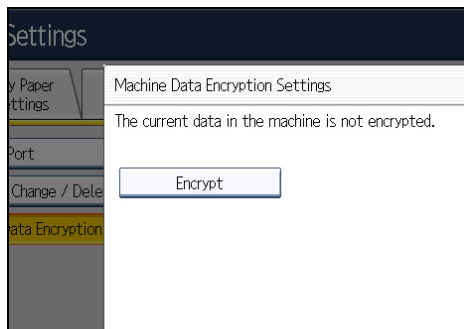 Settings
y Paper
ettings
Machine Data Encryption Settings
The current data in the machine is not encrypted.
Port
Encrypt
Change / Dele
ata Encryption